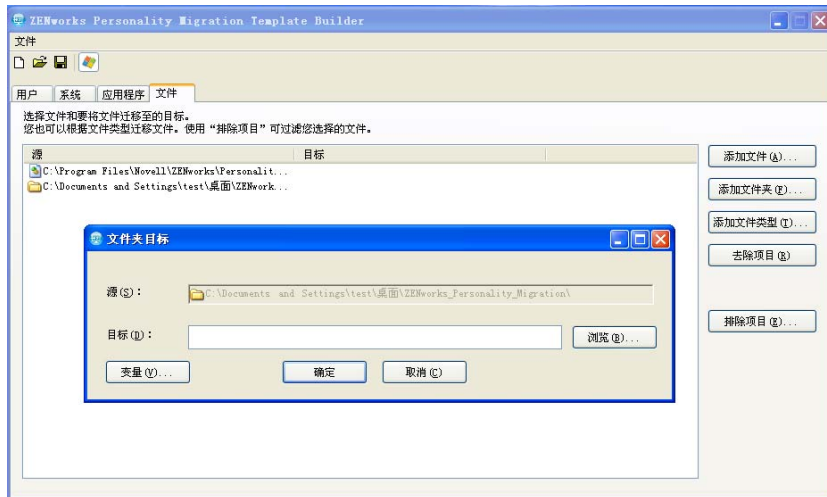 ZENworks Personality Migration Template Builder
文件
用户 系统 应用程序 文件
选择文件和要将文件迁移至的目标。
您也可以根据文件类型迁移文件。使用“排除项目”可过滤您选择的文件。
源 目标
C:\Program Files\Novell\ZENworks\Personalit...
C:\Documents and Settings\test\桌面\ZENwork...
添加文件(A)...
添加文件夹(F)...
添加文件类型(T)...
去除项目(R)
排除项目(E)...
文件夹目标
源(S):
C:\Documents and Settings\test\桌面\ZENworks_Personality_Migration\
目标(D):
浏览(B)...
变量(V)... 确定 取消(C)